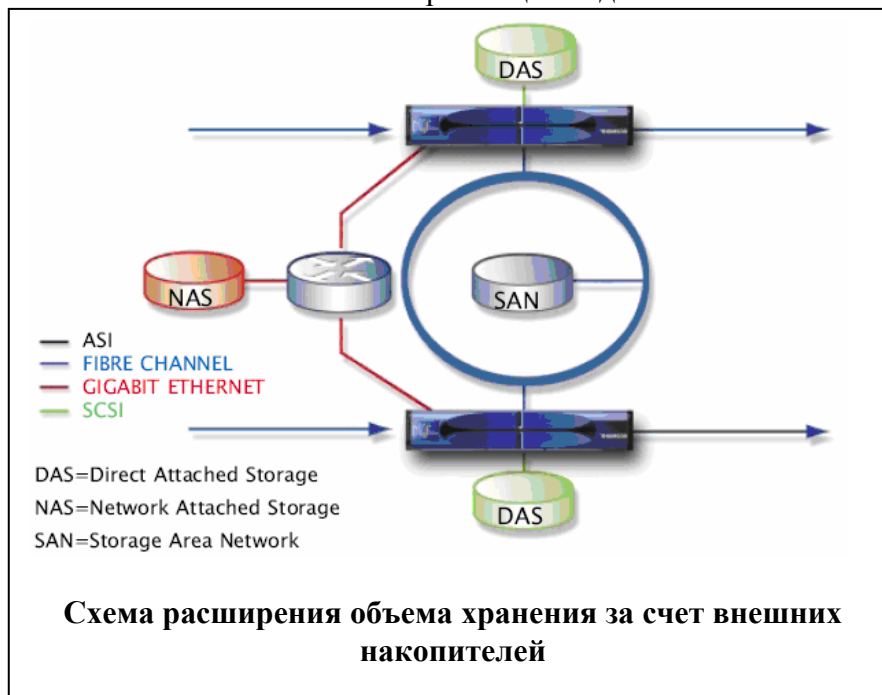 DAS
NAS
SAN
ASI
FIBRE CHANNEL
GIGABIT ETHERNET
SCSI
DAS=Direct Attached Storage
NAS=Network Attached Storage
SAN=Storage Area Network
DAS
Схема расширения объема хранения за счет внешних
накопителей